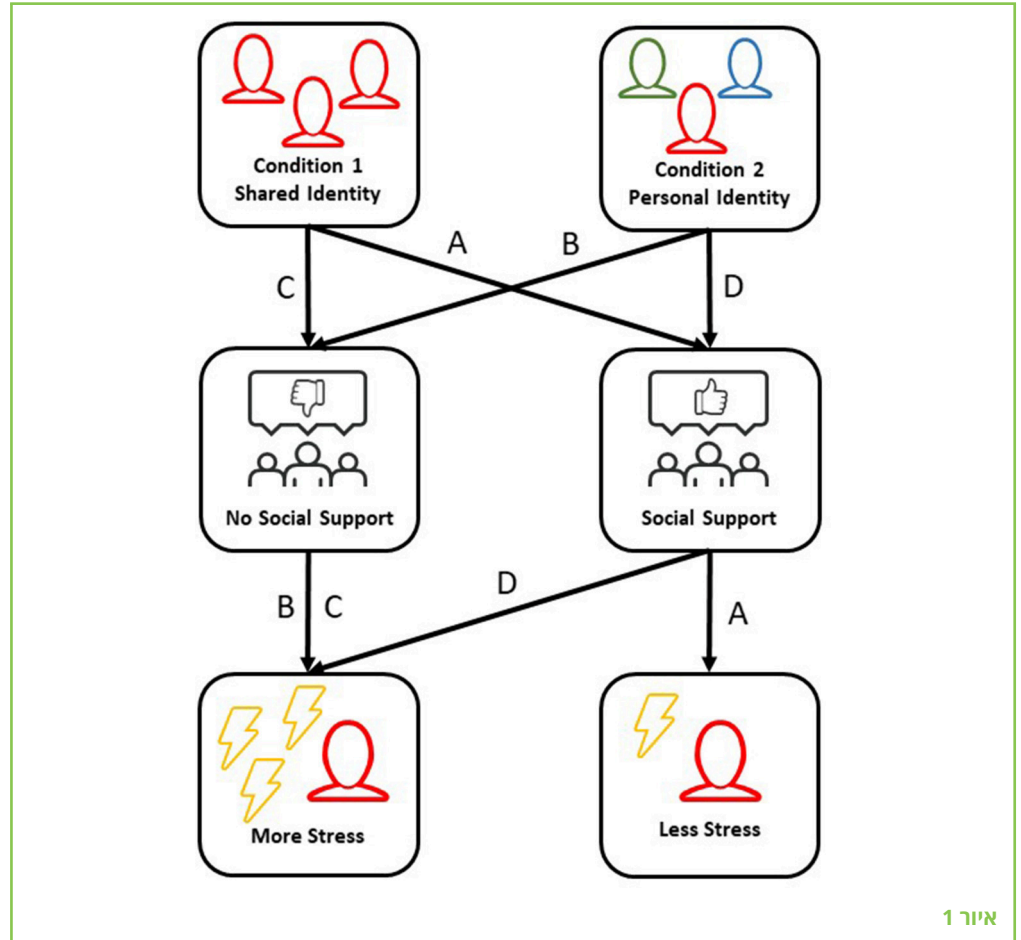 Condition 1
Shared Identity
Condition 2
Personal Identity
A
B
C
D
No Social Support
Social Support
D
B
C
A
More Stress
Less Stress
איור 1